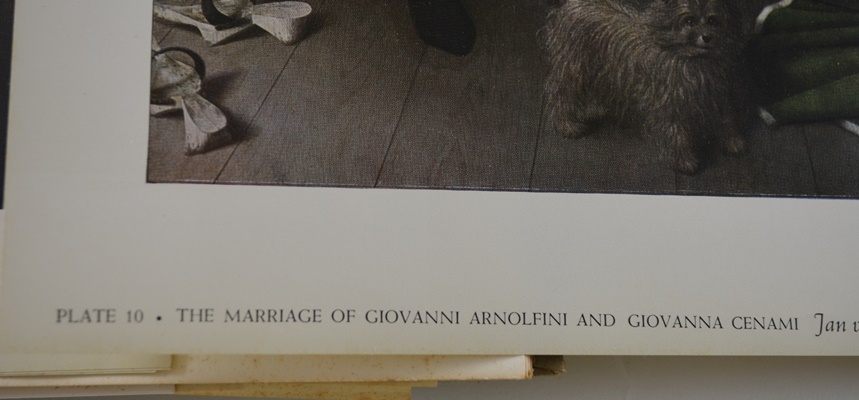 PLATE 10 • THE MARRIAGE OF GIOVANNI ARNOLFINI AND GIOVANNA CENAMI Jan